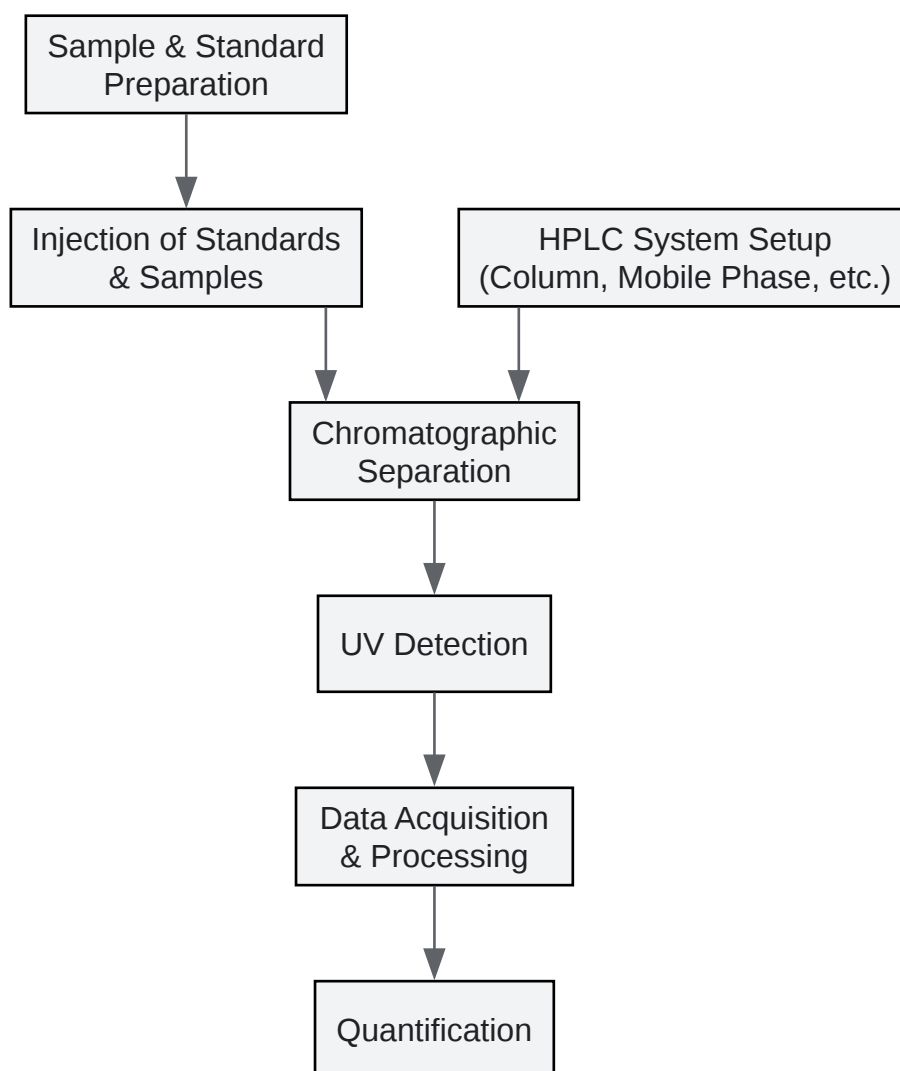 Sample & Standard
Preparation
Injection of Standards
& Samples
HPLC System Setup
(Column, Mobile Phase, etc.)
Chromatographic
Separation
UV Detection
Data Acquisition
& Processing
Quantification